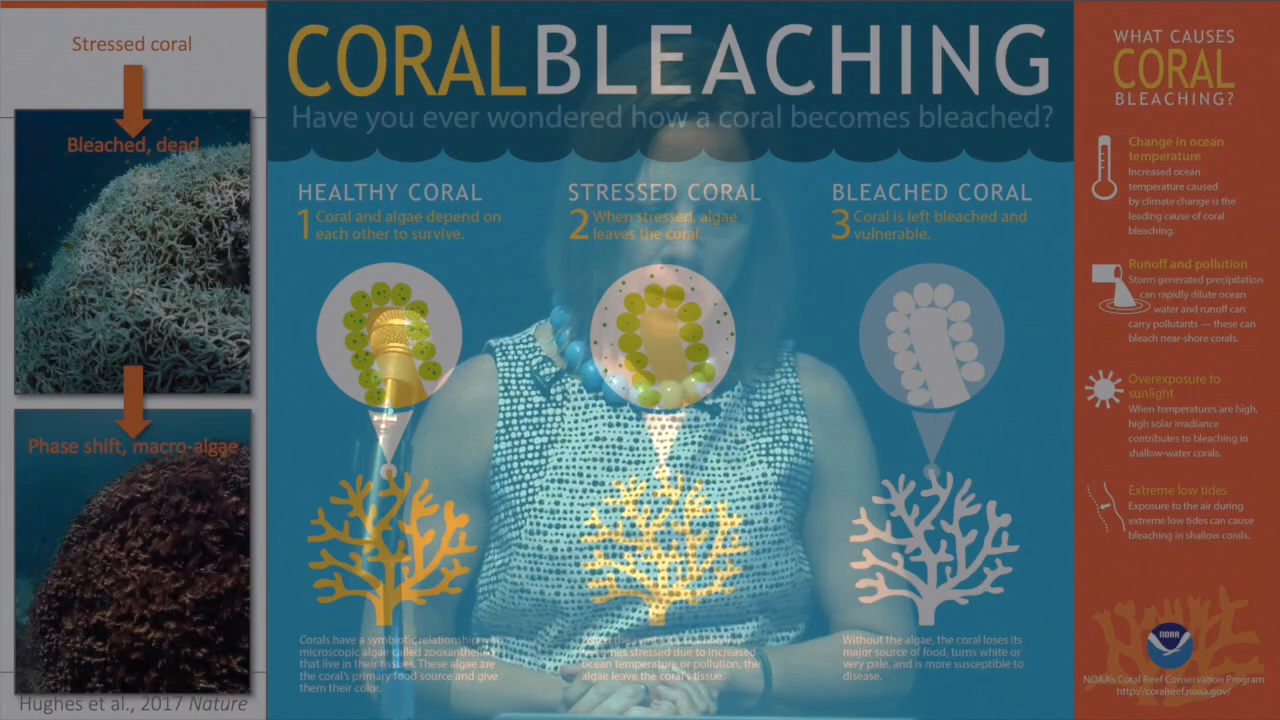 Stressed coral
Bleached, dead
Phase shift, macro-algae
Hughes et al., 2017 Nature
CORALBLEACHING
Have you ever wondered how a coral becomes bleached?
HEALTHY CORAL
1 Coral and algae depend on
each other to survive.
STRESSED CORAL
2 When stressed, algae
leaves the coral.
BLEACHED CORAL
3 Coral is left bleached and
vulnerable.
Corals have a symbiotic relationship with
microscopic algae called zooxanthellae
that live in their tissues. These algae are
the coral's primary food source and give
them their color.
When the symbiotic relationship
becomes stressed due to increased
ocean temperature or pollution, the
algae leave the coral's tissue.
Without the algae, the coral loses its
major source of food, turns white or
very pale, and is more susceptible to
disease.
WHAT CAUSES
CORAL
BLEACHING?
Change in ocean
temperature
Increased ocean
temperature caused
by climate change is the
leading cause of coral
bleaching.
Runoff and pollution
Storm generated precipitation
can rapidly dilute ocean
water and runoff can
carry pollutants — these can
bleach near-shore corals.
Overexposure to
sunlight
When temperatures are high,
high solar irradiance
contributes to bleaching in
shallow-water corals.
Extreme low tides
Exposure to the air during
extreme low tides can cause
bleaching in shallow corals.
NOAA
NOAA's Coral Reef Conservation Program
http://coralreef.noaa.gov/